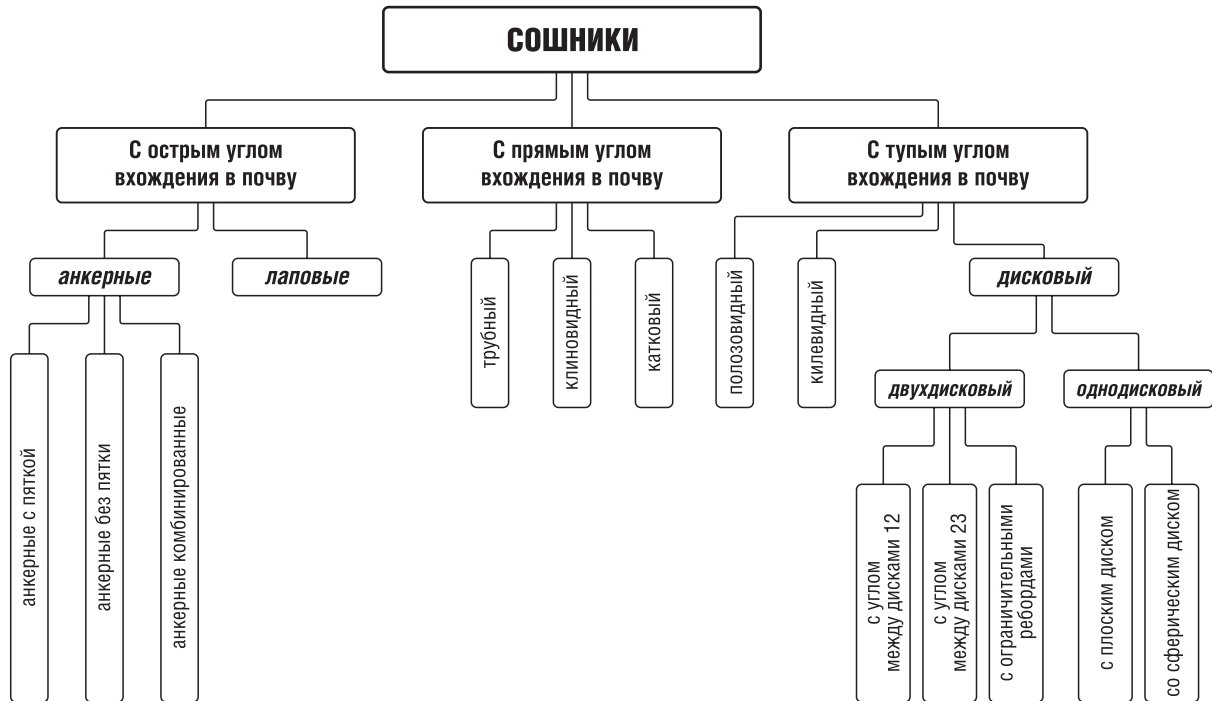 СОШНИКИ
С острым углом
вхождения в почву
С прямым углом
вхождения в почву
С тупым углом
вхождения в почву
анкерные
лаповые
трубный
клиновидный
катковый
полозовидный
килевидный
дисковый
двухдисковый
однодисковый
анкерные с пяткой
анкерные без пятки
анкерные комбинированные
с углом
между дисками 12
с углом
между дисками 23
с ограничительными
ребордами
с плоским диском
со сферическим диском